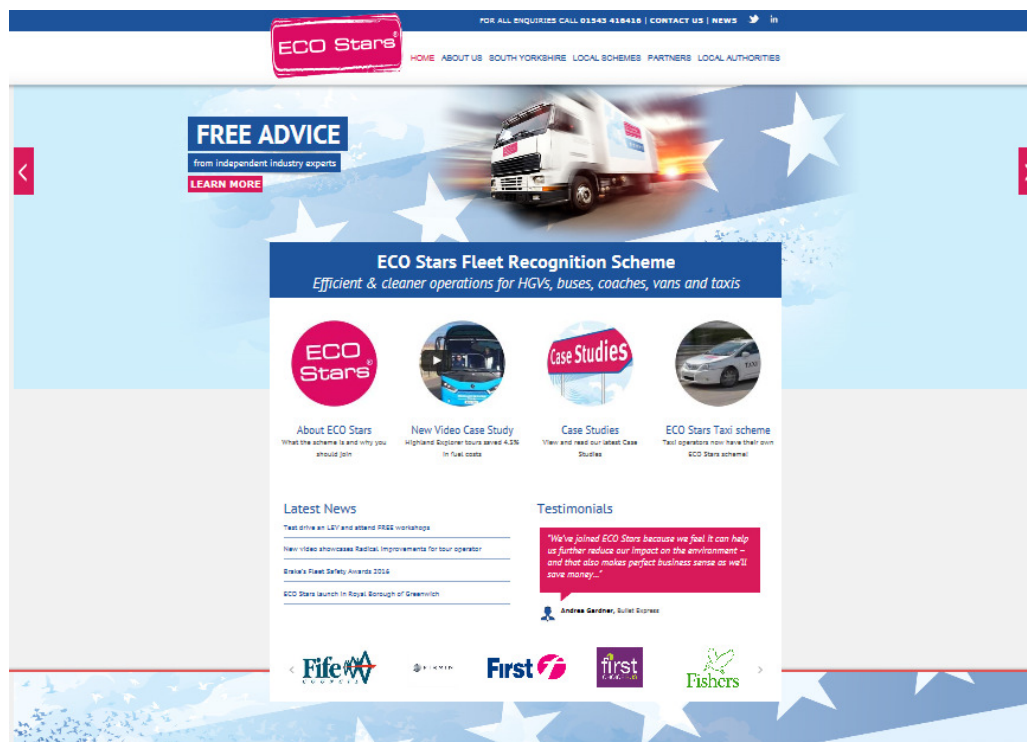 FOR ALL ENQUIRIES CALL 01543 416416 | CONTACT US | NEWS
ECO Stars®
HOME ABOUT US SOUTH YORKSHIRE LOCAL SCHEMES PARTNERS LOCAL AUTHORITIES
FREE ADVICE
from independent industry experts
LEARN MORE
ECO Stars Fleet Recognition Scheme
Efficient & cleaner operations for HGVs, buses, coaches, vans and taxis
ECO
Stars®
Case Studies
TAXI
About ECO Stars
What the scheme is and why you
should join
New Video Case Study
Highland Explorer tours saved 4.2%
in fuel costs
Case Studies
View and read our latest Case
Studies
ECO Stars Taxi scheme
Taxi operators now have their own
ECO Stars scheme!
Latest News
Test drive an LEV and attend FREE workshops
New video showcases Radical improvements for tour operator
Brake's Fleet Safety Awards 2016
ECO Stars launch in Royal Borough of Greenwich
Testimonials
"We've joined ECO Stars because we feel it can help
us further reduce our impact on the environment –
and that also makes perfect business sense as we'll
save money..."
Andrea Gardner, Bullet Express
Fife
COUNCIL
First
first
Fishers